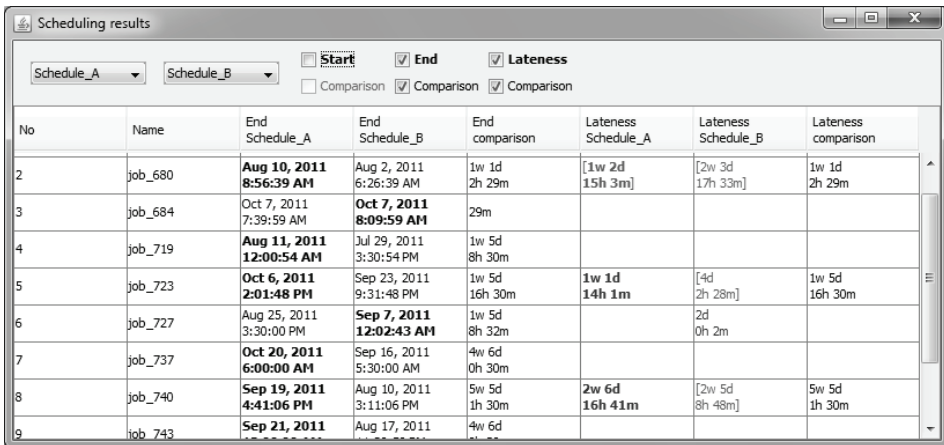 Scheduling results
Schedule_A Schedule_B Start End Lateness
Comparison Comparison Comparison
No Name End Schedule_A End Schedule_B End comparison Lateness Schedule_A Lateness Schedule_B Lateness comparison
2 job_680 Aug 10, 2011 8:56:39 AM Aug 2, 2011 6:26:39 AM 1w 1d 2h 29m [1w 2d 15h 3m] [2w 3d 17h 33m] 1w 1d 2h 29m
3 job_684 Oct 7, 2011 7:39:59 AM Oct 7, 2011 8:09:59 AM 29m
4 job_719 Aug 11, 2011 12:00:54 AM Jul 29, 2011 3:30:54 PM 1w 5d 8h 30m
5 job_723 Oct 6, 2011 2:01:48 PM Sep 23, 2011 9:31:48 PM 1w 5d 16h 30m 1w 1d 14h 1m [4d 2h 28m] 1w 5d 16h 30m
6 job_727 Aug 25, 2011 3:30:00 PM Sep 7, 2011 12:02:43 AM 1w 5d 8h 32m 2d 0h 2m
7 job_737 Oct 20, 2011 6:00:00 AM Sep 16, 2011 5:30:00 AM 4w 6d 0h 30m
8 job_740 Sep 19, 2011 4:41:06 PM Aug 10, 2011 3:11:06 PM 5w 5d 1h 30m 2w 6d 16h 41m [2w 5d 8h 48m] 5w 5d 1h 30m
9 job_743 Sep 21, 2011 Aug 17, 2011 4w 6d